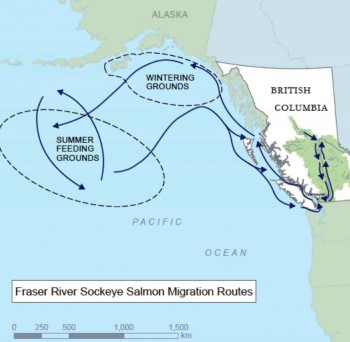 ALASKA
WINTERING
GROUNDS
BRITISH
COLUMBIA
SUMMER
FEEDING
GROUNDS
PACIFIC
OCEAN
Fraser River Sockeye Salmon Migration Routes
0 250 500 1,000 1,500
km